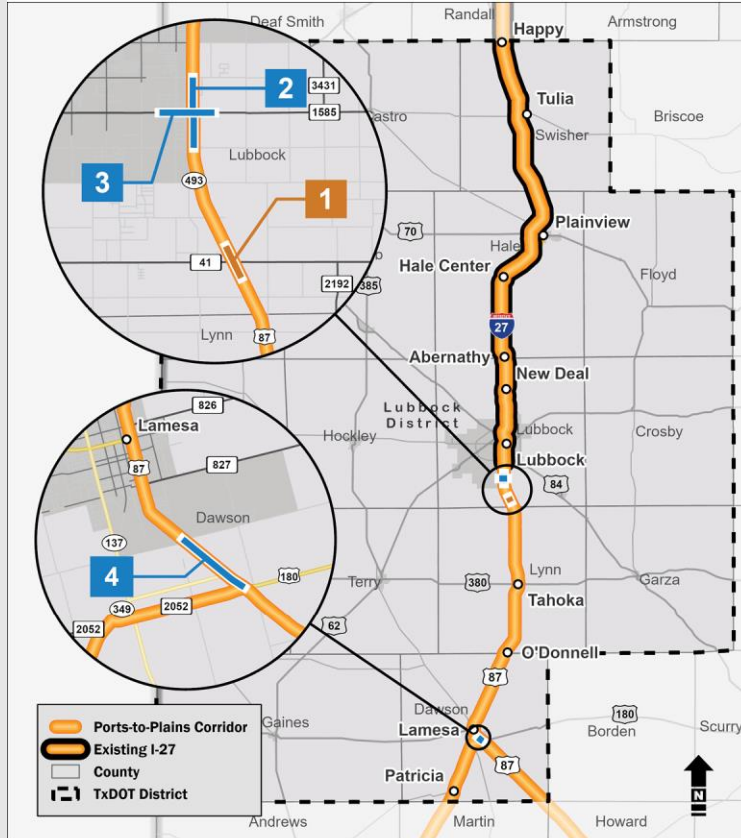 Deaf Smith
Randall
Armstrong
Happy
Tulia
Briscoe
Swisher
astro
2
3431
1585
3
Lubbock
493
1
41
2192
385
Lynn
87
70
Plainview
Hale
Hale Center
Floyd
27
Abernathy
New Deal
Lubbock
District
Lubbock
Hockley
Crosby
Lubbock
84
826
Lamesa
87
827
Dawson
137
4
180
349
2052
2052
62
Terry
380
Lynn
Tahoka
Garza
O'Donnell
87
Dawson
Lamesa
87
Gaines
Borden
180
Scurry
Patricia
Andrews
Martin
Howard
Ports-to-Plains Corridor
Existing I-27
County
TxDOT District
N